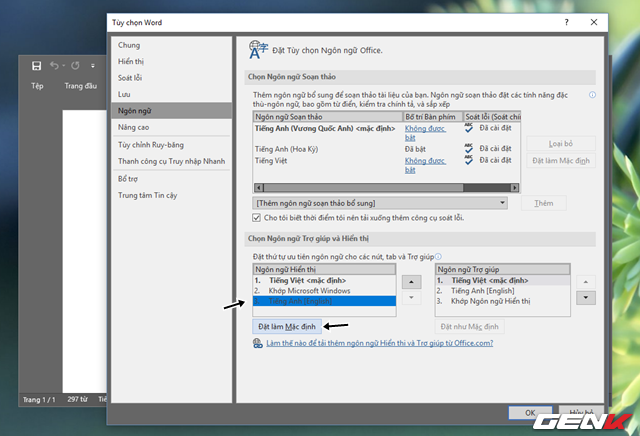 Tùy chọn Word
Chung
Hiển thị
Soát lỗi
Lưu
Ngôn ngữ
Nâng cao
Tùy chỉnh Ruy-băng
Thanh công cụ Truy nhập Nhanh
Bổ trợ
Trung tâm Tin cậy
Tệp
Trang đầu
Trang 1 / 1
297 từ
Đặt Tùy chọn Ngôn ngữ Office.
Chọn Ngôn ngữ Soạn thảo
Thêm ngôn ngữ bổ sung để soạn thảo tài liệu của bạn. Ngôn ngữ soạn thảo đặt các tính năng đặc
thù-ngôn ngữ, bao gồm từ điển, kiểm tra chính tả, và sắp xếp
Ngôn ngữ Soạn thảo Bố trí Bàn phím Soát lỗi (Soát chín
Tiếng Anh (Vương Quốc Anh) <mặc định> Không được bật Đã cài đặt
Tiếng Anh (Hoa Kỳ) Đã bật Đã cài đặt
Tiếng Việt Không được bật Đã cài đặt
Loại bỏ
Đặt làm Mặc định
[Thêm ngôn ngữ soạn thảo bổ sung]
Thêm
Cho tôi biết thời điểm tôi nên tải xuống thêm công cụ soát lỗi.
Chọn Ngôn ngữ Trợ giúp và Hiển thị
Đặt thứ tự ưu tiên ngôn ngữ cho các nút, tab và Trợ giúp
Ngôn ngữ Hiển thị
1. Tiếng Việt <mặc định>
2. Khớp Microsoft Windows
3. Tiếng Anh [English]
Đặt làm Mặc định
Ngôn ngữ Trợ giúp
1. Tiếng Việt <mặc định>
2. Tiếng Anh [English]
3. Khớp Ngôn ngữ Hiển thị
Đặt như Mặc định
Làm thế nào để tải thêm ngôn ngữ Hiển thị và Trợ giúp từ Office.com?
OK
Hủy bỏ
GENK